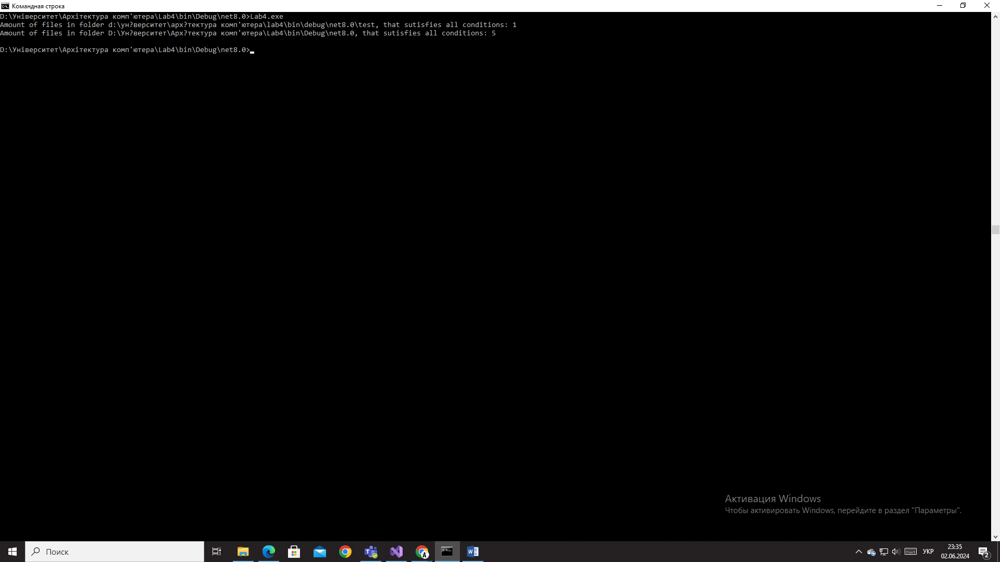 Командная строка
D:\Університет\Архітектура комп'ютера\Lab4\bin\Debug\net8.0>Lab4.exe
Amount of files in folder d:\ун?верситет\арх?тектура комп'ютера\lab4\bin\debug\net8.0\test, that sutisfies all conditions: 1
Amount of files in folder D:\Ун?верситет\Арх?тектура комп'ютера\Lab4\bin\Debug\net8.0, that sutisfies all conditions: 5
D:\Університет\Архітектура комп'ютера\Lab4\bin\Debug\net8.0>
Активация Windows
Чтобы активировать Windows, перейдите в раздел "Параметры".
Поиск
УКР
23:35
02.06.2024
2